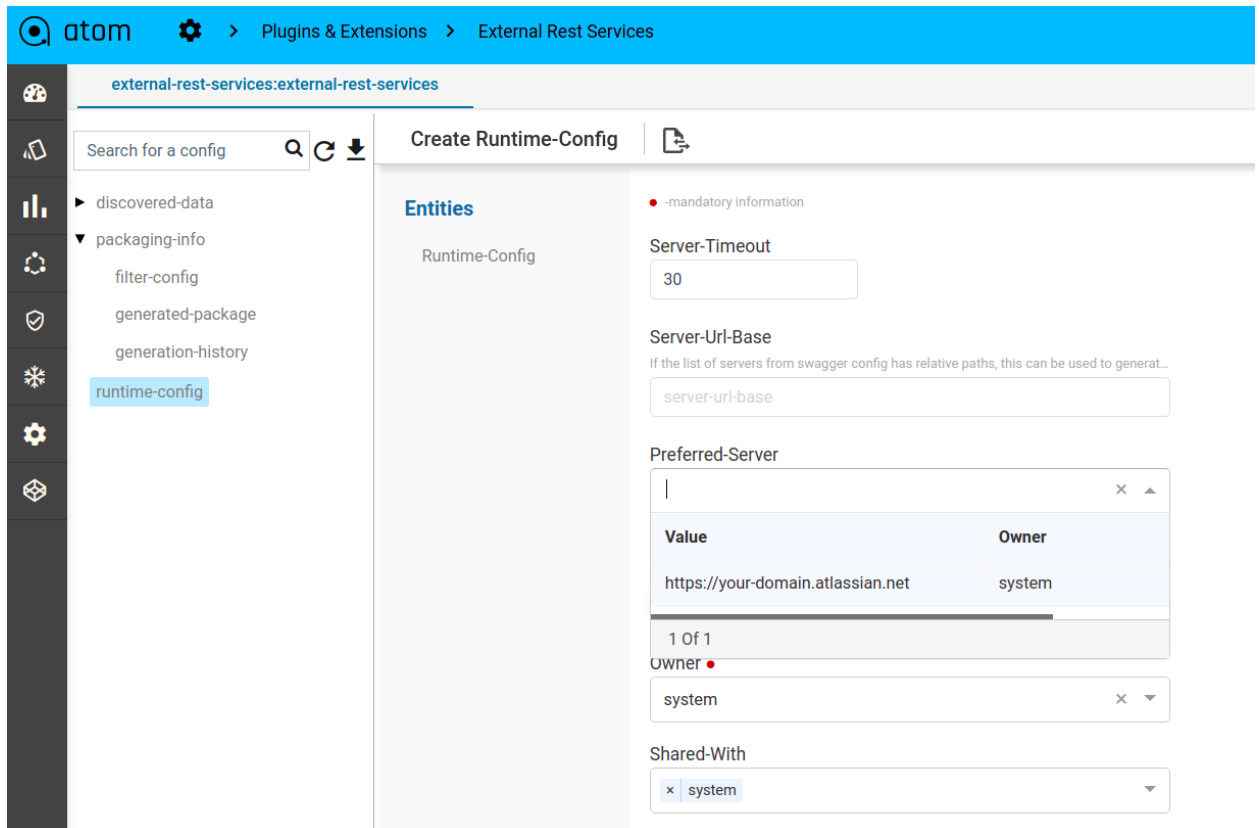 atom > Plugins & Extensions > External Rest Services
external-rest-services:external-rest-services
Search for a config
discovered-data
packaging-info
filter-config
generated-package
generation-history
runtime-config
Create Runtime-Config
Entities
Runtime-Config
-mandatory information
Server-Timeout
30
Server-Url-Base
If the list of servers from swagger config has relative paths, this can be used to generat...
server-url-base
Preferred-Server
Value Owner
https://your-domain.atlassian.net system
1 Of 1
Owner
system
Shared-With
× system